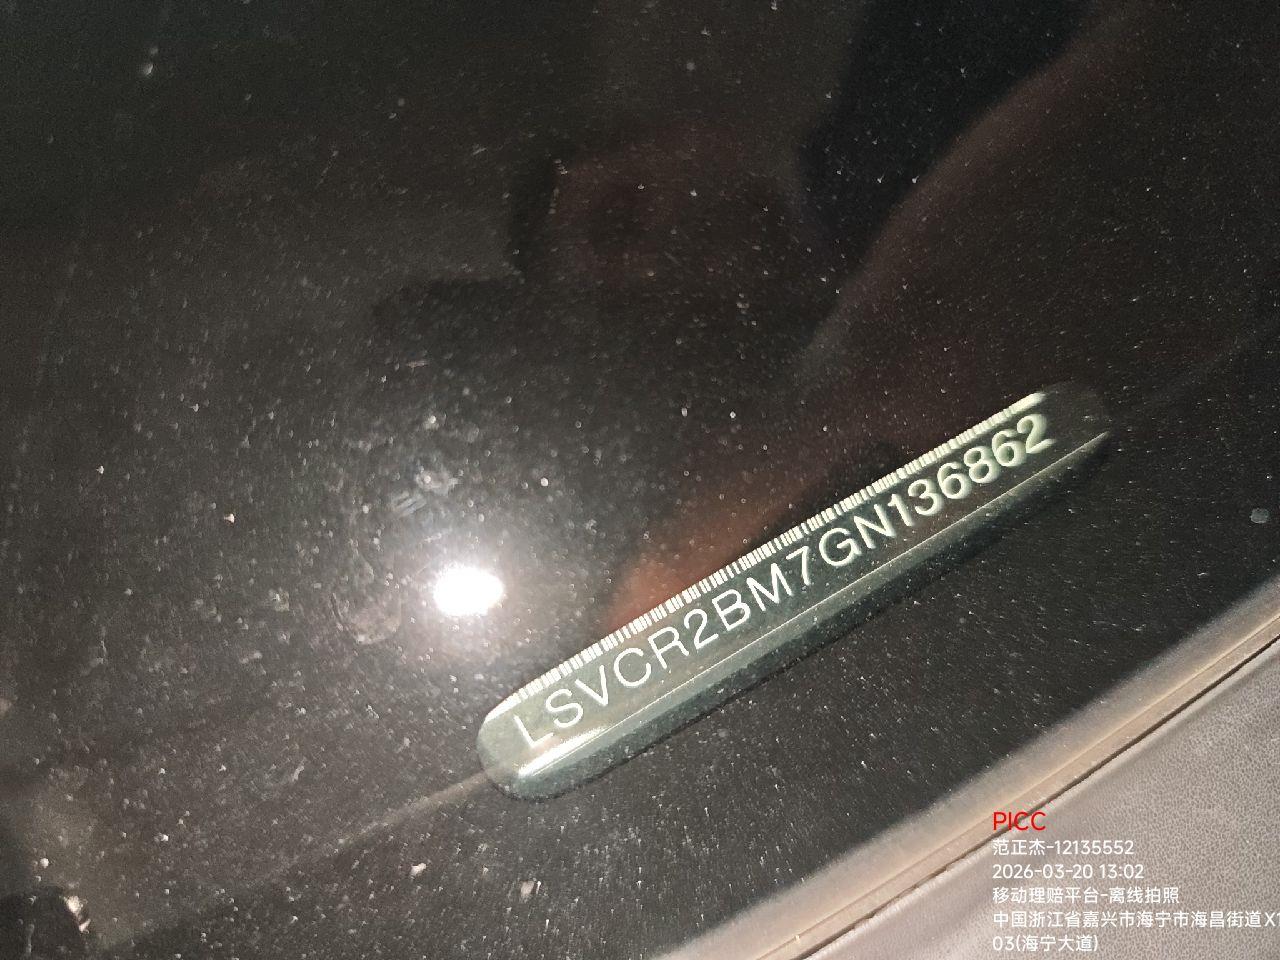 LSVCR2BM7GN136862
PICC
范正杰-12135552
2026-03-20 13:02
移动理赔平台-离线拍照
中国浙江省嘉兴市海宁市海昌街道X1
03(海宁大道)